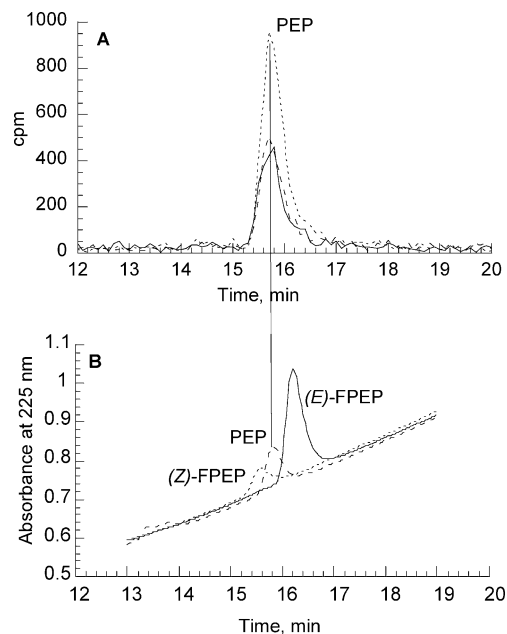 1000
A
PEP
800
600
cpm
400
200
0
12 13 14 15 16 17 18 19 20
Time, min
1.1
B
1
(E)-FPEP
0.9
PEP
0.8
(Z)-FPEP
Absorbance at 225 nm
0.7
0.6
0.5
12 13 14 15 16 17 18 19 20
Time, min